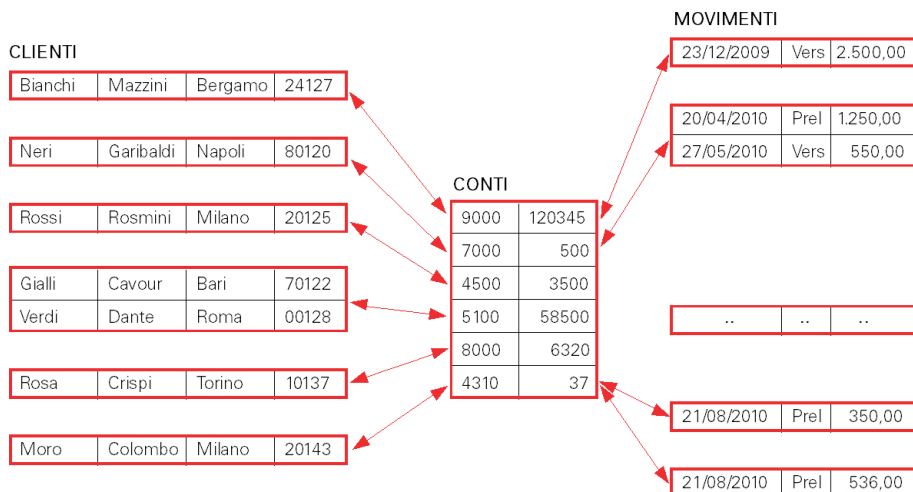 CLIENTI
Bianchi Mazzini Bergamo 24127
Neri Garibaldi Napoli 80120
Rossi Rosmini Milano 20125
Gialli Cavour Bari 70122
Verdi Dante Roma 00128
Rosa Crispi Torino 10137
Moro Colombo Milano 20143
CONTI
9000 120345
7000 500
4500 3500
5100 58500
8000 6320
4310 37
MOVIMENTI
23/12/2009 Vers 2.500,00
20/04/2010 Prel 1.250,00
27/05/2010 Vers 550,00
.. .. ..
21/08/2010 Prel 350,00
21/08/2010 Prel 536,00